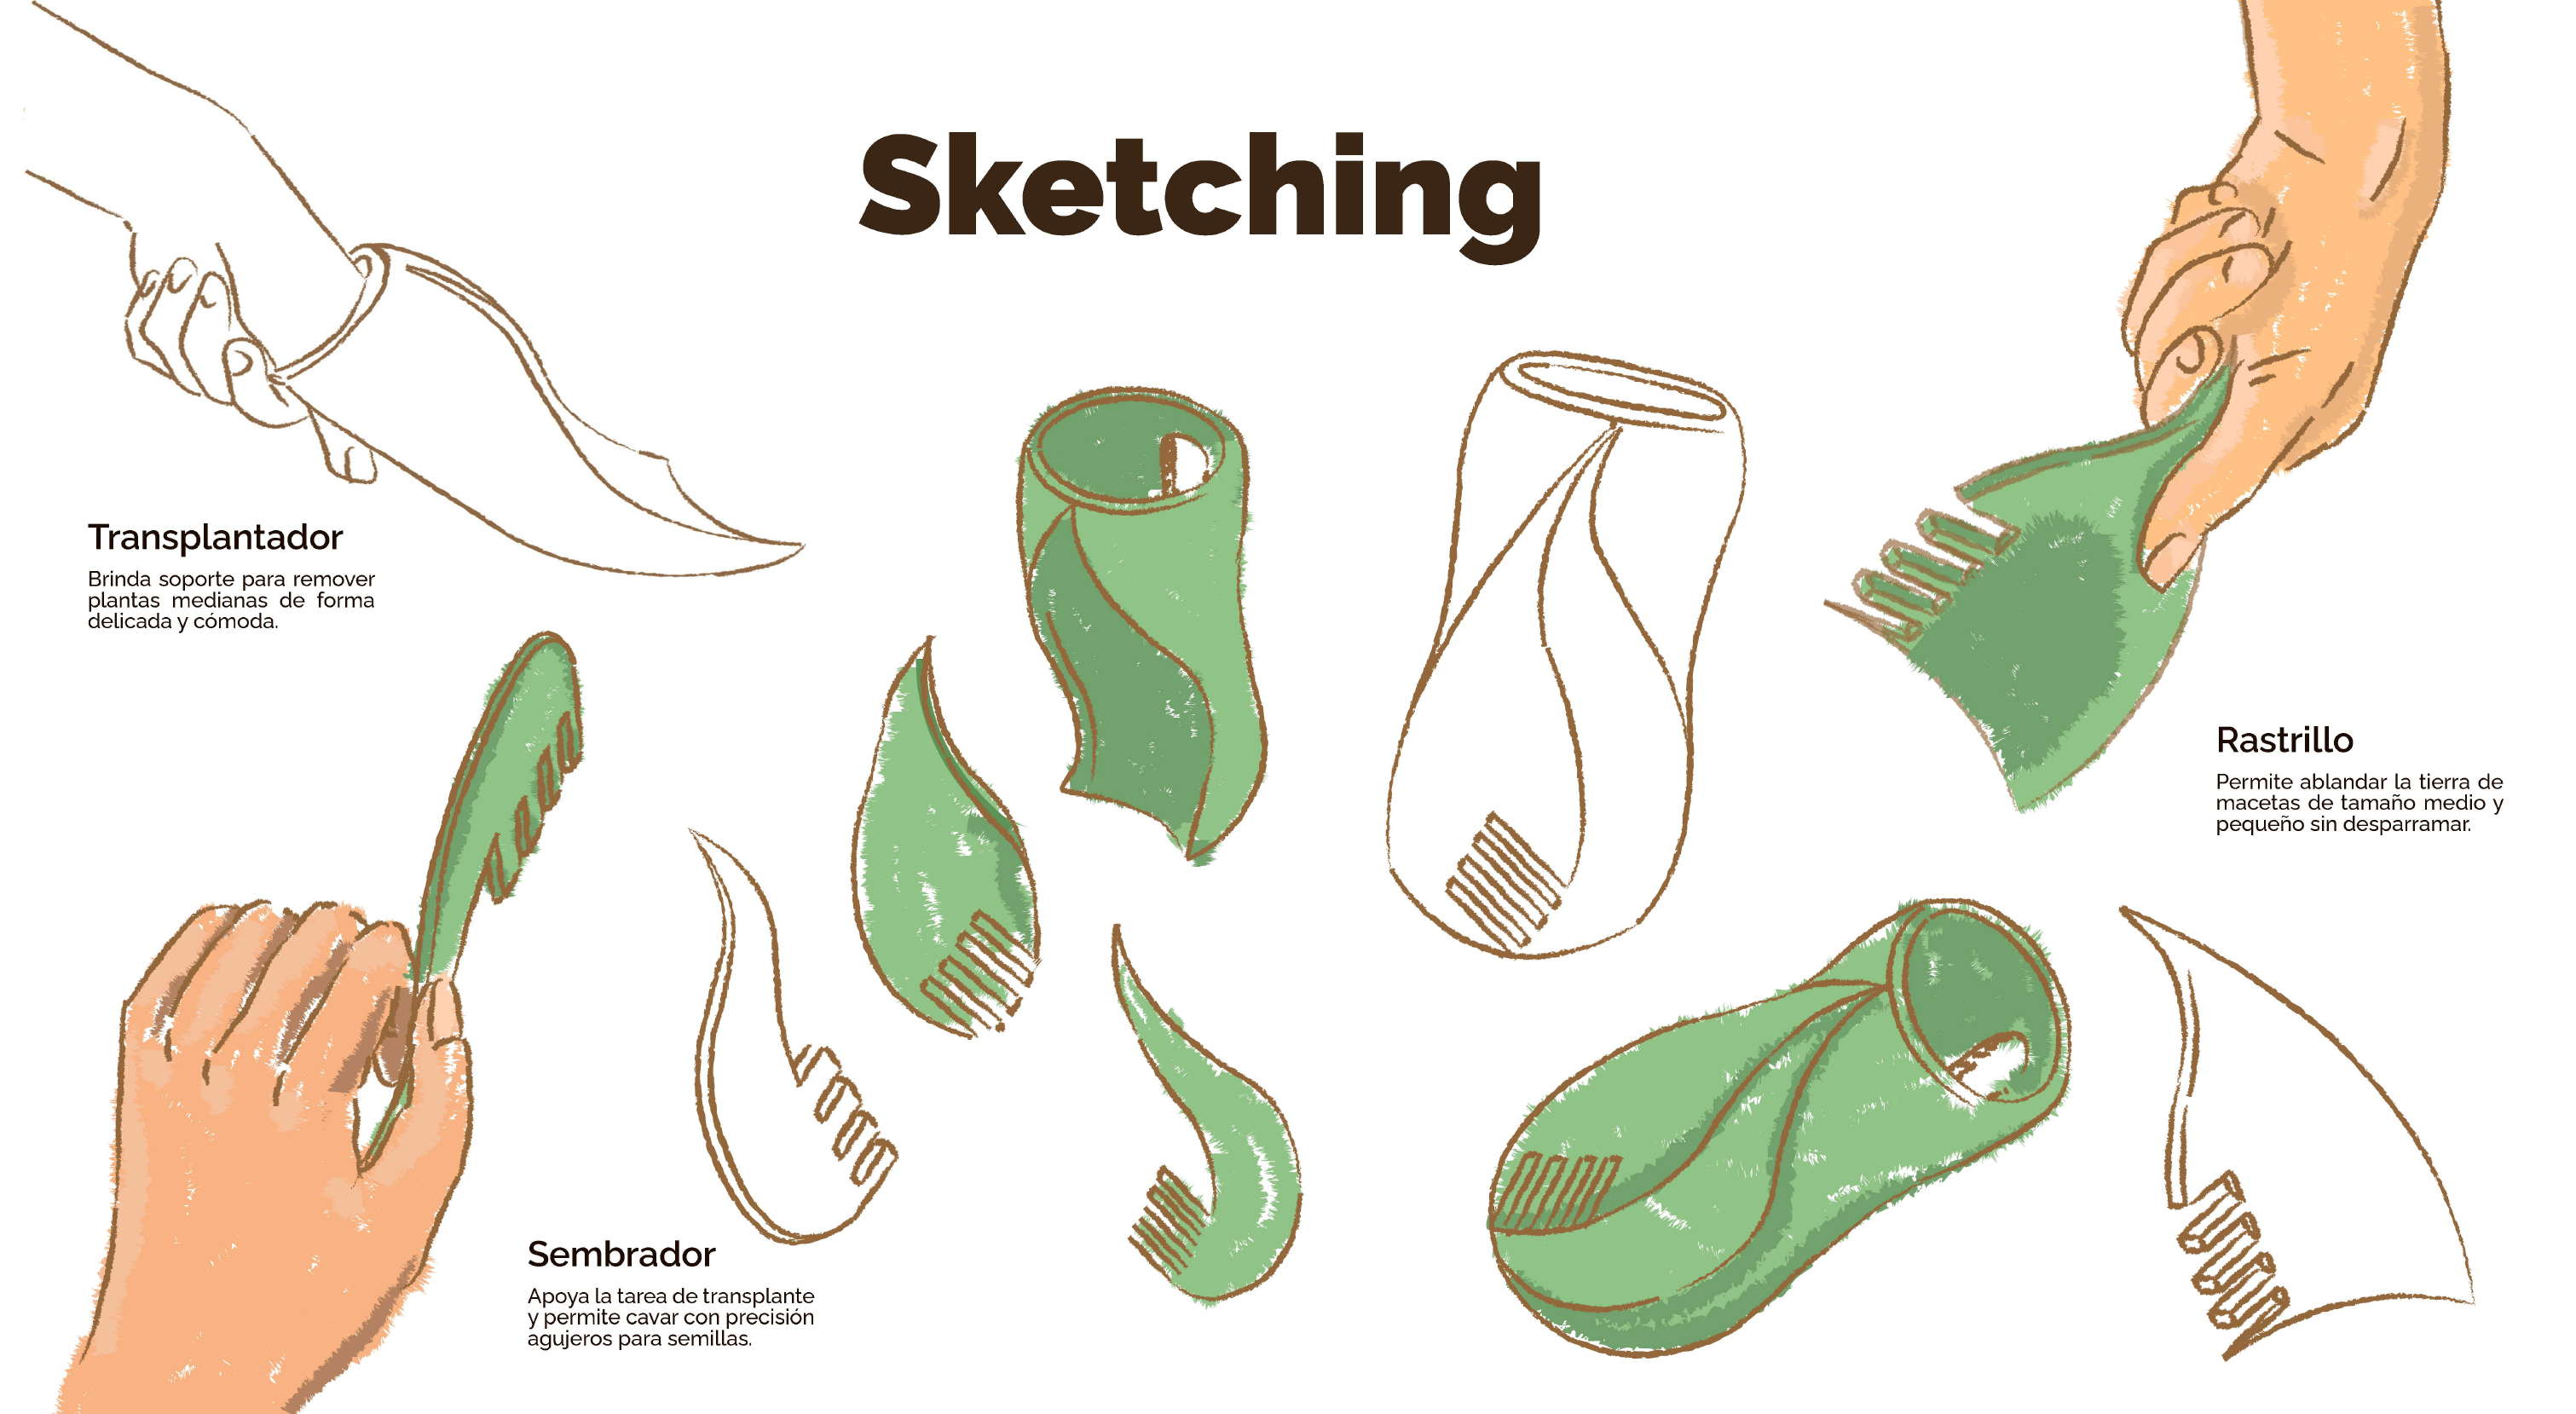 Sketching
Transplantador
Brinda soporte para remover
plantas medianas de forma
delicada y cómoda.
Rastrillo
Permite ablandar la tierra de
macetas de tamaño medio y
pequeño sin desparramar.
Sembrador
Apoya la tarea de transplante
y permite cavar con precisión
agujeros para semillas.